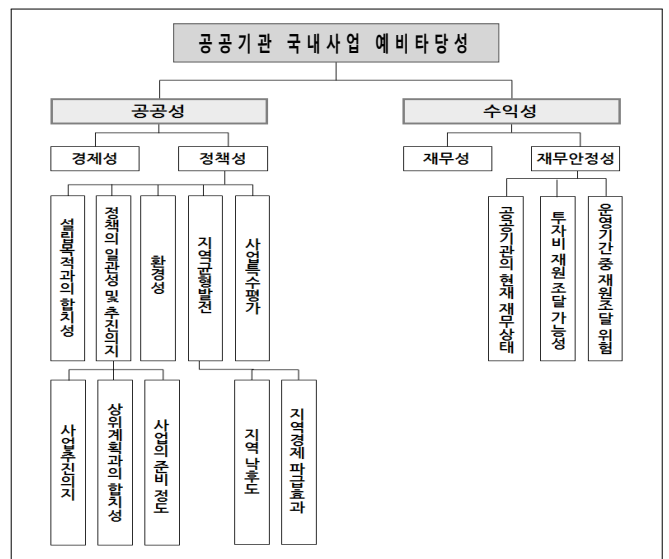 공공기관 국내사업 예비타당성
공공성
수익성
경제성
정책성
재무성
재무안정성
설립목적과의 합치성
정책의 일관성 및 추진의지
환경성
지역균형발전
사업특수평가
공공기관의 현재 재무상태
투자비 재원조달 가능성
운영기간 중 재원조달 위험
사업추진의지
상위계획과의 합치성
사업의 준비 정도
지역 낙후도
지역경제 파급효과